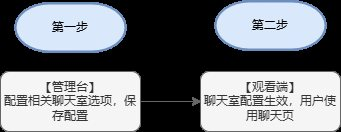 第一步
第二步
【管理台】
配置相关聊天室选项，保
存配置
【观看端】
聊天室配置生效，用户使
用聊天页